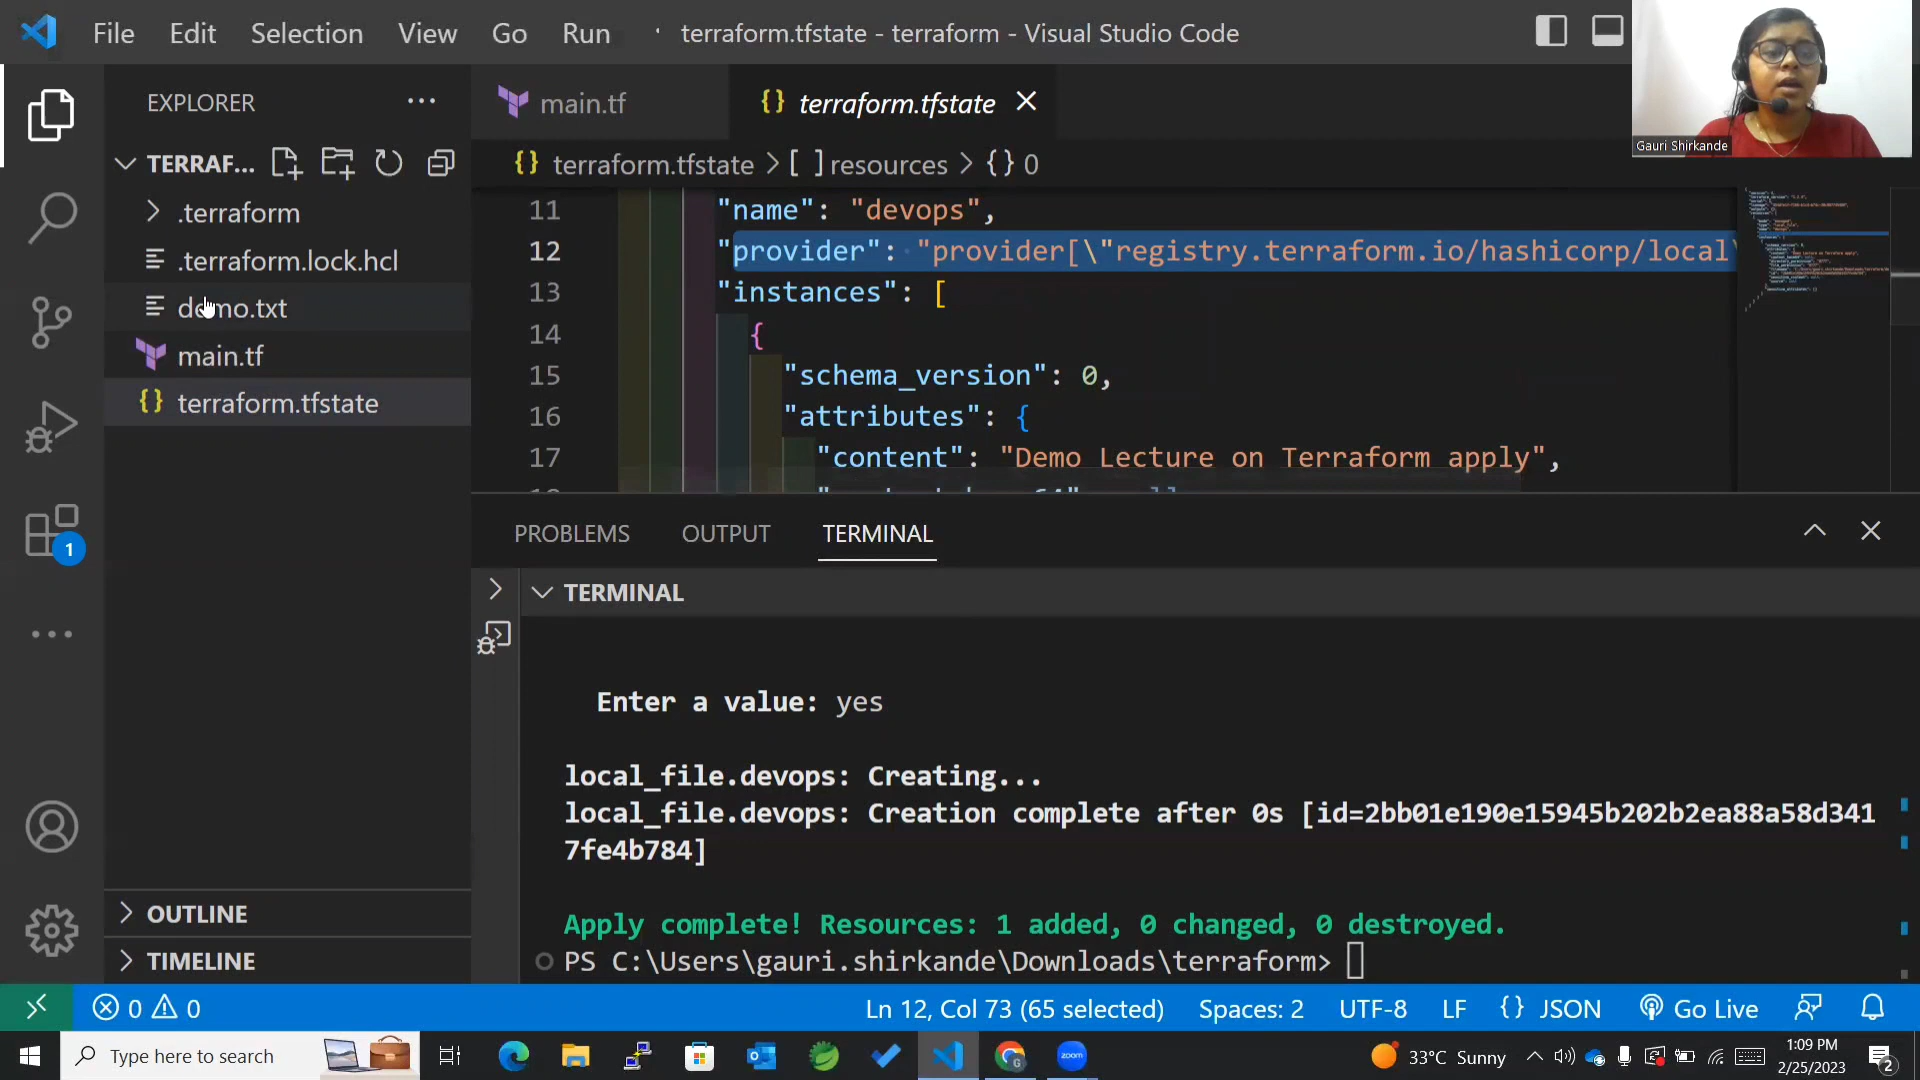 File Edit Selection View Go Run terraform.tfstate - terraform - Visual Studio Code
Gauri Shirkande
EXPLORER
TERRAF...
.terraform
.terraform.lock.hcl
demo.txt
main.tf
terraform.tfstate
OUTLINE
TIMELINE
1
main.tf
{} terraform.tfstate
{} terraform.tfstate > [ ] resources > {} 0
11 "name": "devops",
12 "provider": "provider[\"registry.terraform.io/hashicorp/local\
13 "instances": [
14 {
15 "schema_version": 0,
16 "attributes": {
17 "content": "Demo Lecture on Terraform apply",
PROBLEMS OUTPUT TERMINAL
TERMINAL
Enter a value: yes
local_file.devops: Creating...
local_file.devops: Creation complete after 0s [id=2bb01e190e15945b202b2ea88a58d341
7fe4b784]
Apply complete! Resources: 1 added, 0 changed, 0 destroyed.
PS C:\Users\gauri.shirkande\Downloads\terraform>
0 0 Ln 12, Col 73 (65 selected) Spaces: 2 UTF-8 LF {} JSON Go Live
Type here to search
zoom
33°C Sunny
1:09 PM
2/25/2023
2